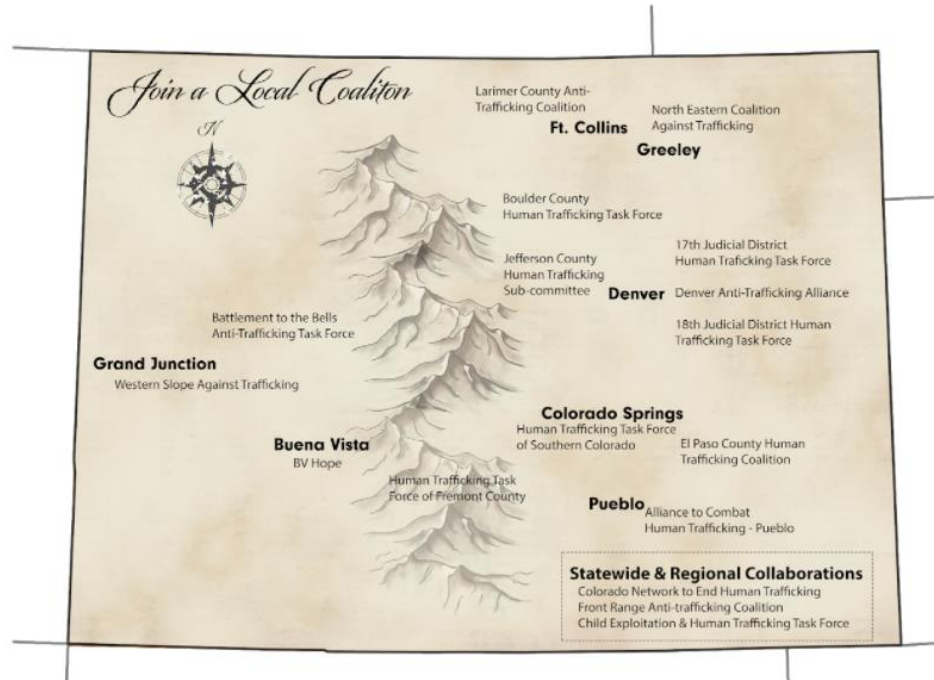 Join a Local Coaliton
N
Larimer County Anti-
Trafficking Coalition
Ft. Collins
North Eastern Coalition
Against Trafficking
Greeley
Boulder County
Human Trafficking Task Force
Jefferson County
Human Trafficking
Sub-committee
Denver
17th Judicial District
Human Traficking Task Force
Denver Anti-Trafficking Alliance
18th Judicial District Human
Trafficking Task Force
Battlement to the Bells
Anti-Trafficking Task Force
Grand Junction
Western Slope Against Trafficking
Colorado Springs
Human Trafficking Task Force
of Southern Colorado
El Paso County Human
Trafficking Coalition
Buena Vista
BV Hope
Human Trafficking Task
Force of Fremont County
Pueblo
Alliance to Combat
Human Trafficking - Pueblo
Statewide & Regional Collaborations
Colorado Network to End Human Trafficking
Front Range Anti-trafficking Coalition
Child Exploitation & Human Trafficking Task Force